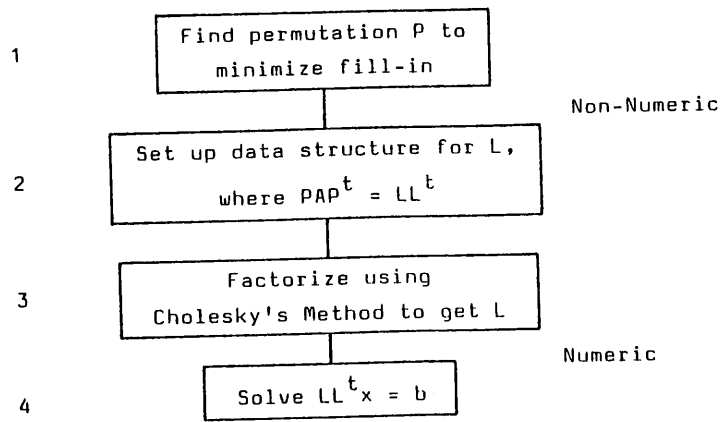 1
Find permutation P to
minimize fill-in
Non-Numeric
2
Set up data structure for L,
where PAP^t = LL^t
3
Factorize using
Cholesky's Method to get L
Numeric
4
Solve LL^t x = b